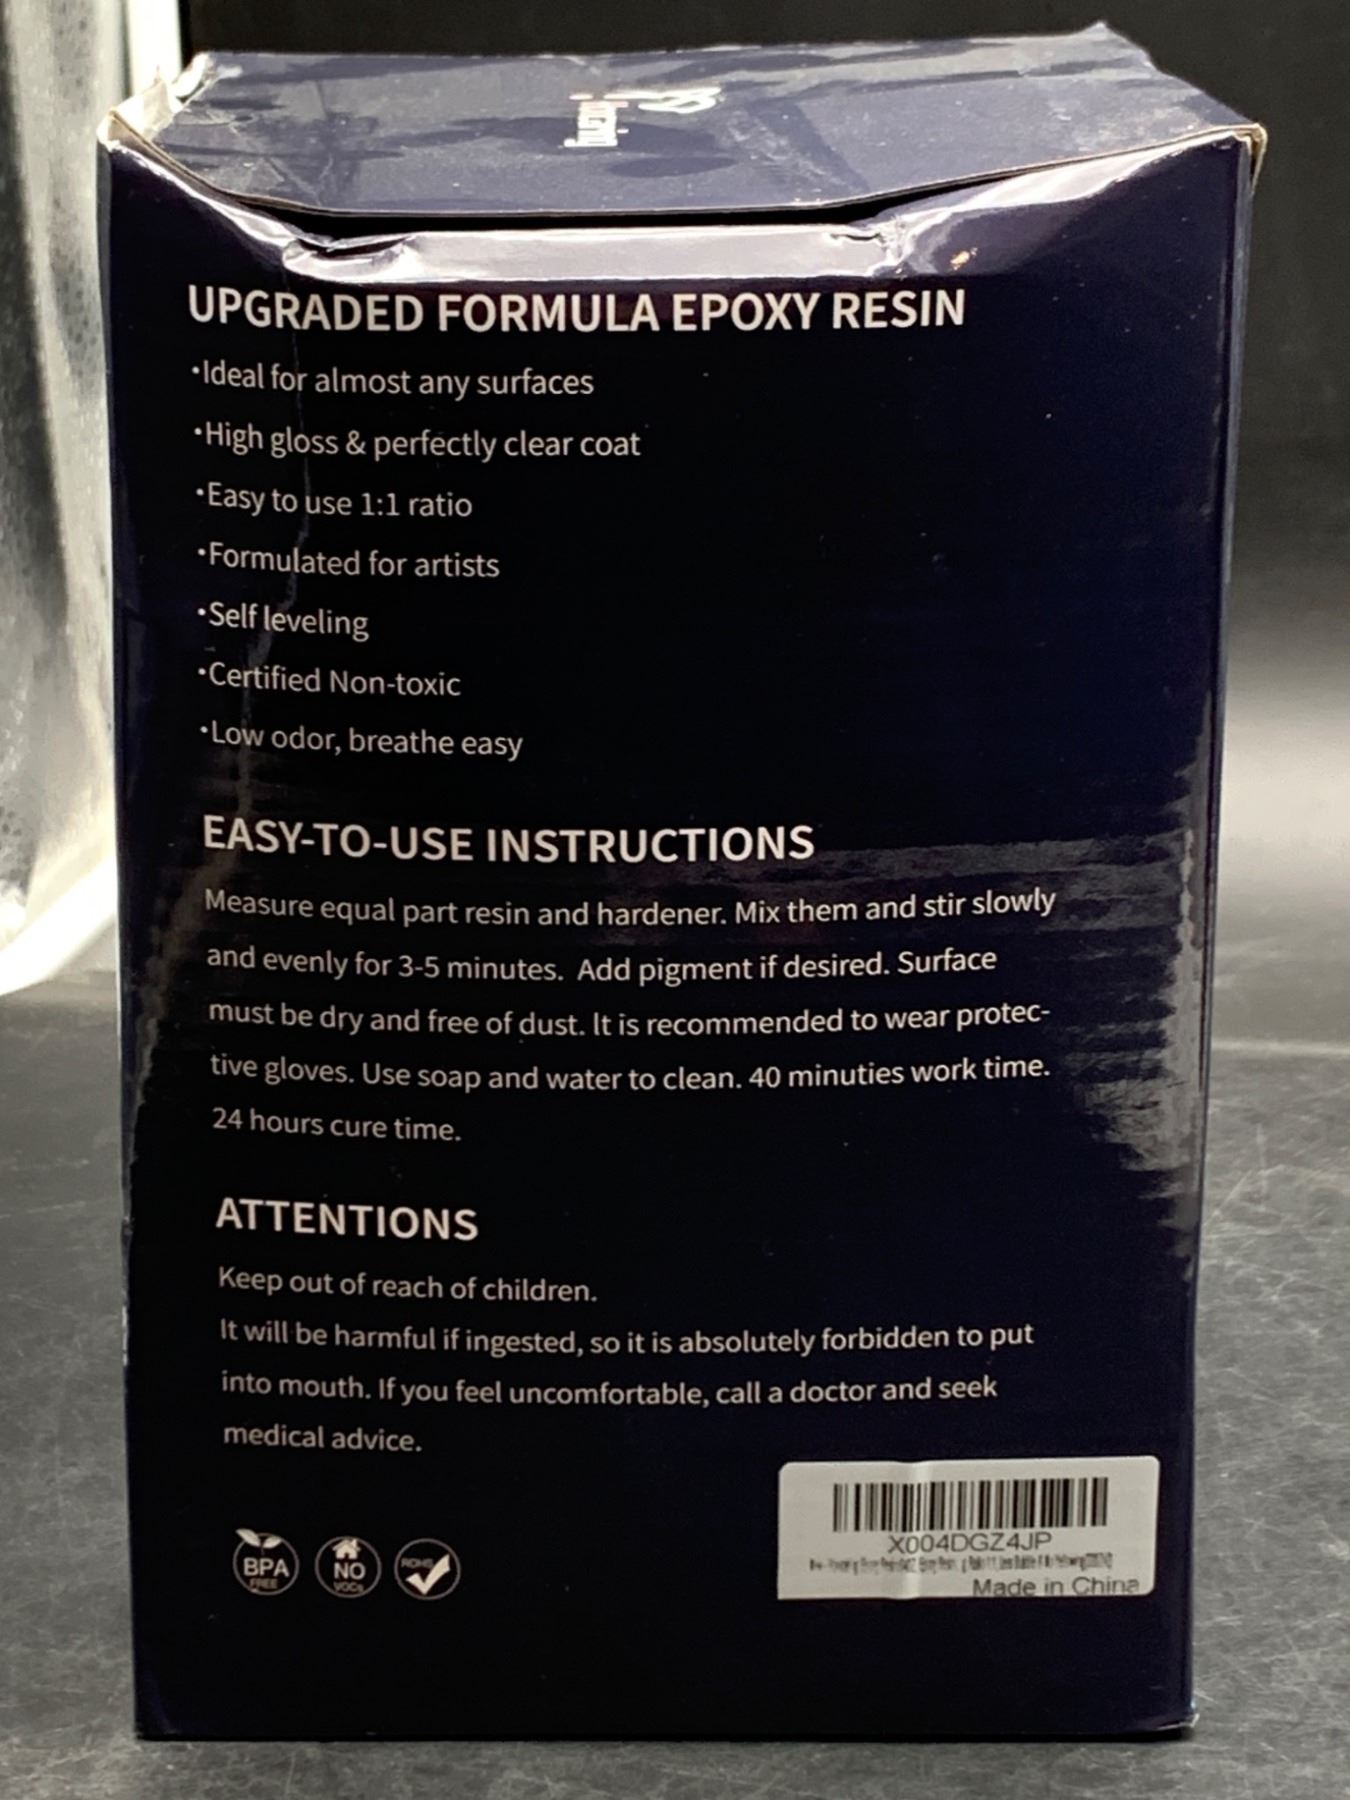 UPGRADED FORMULA EPOXY RESIN
·Ideal for almost any surfaces
·High gloss & perfectly clear coat
·Easy to use 1:1 ratio
·Formulated for artists
·Self leveling
·Certified Non-toxic
·Low odor, breathe easy
EASY-TO-USE INSTRUCTIONS
Measure equal part resin and hardener. Mix them and stir slowly
and evenly for 3-5 minutes. Add pigment if desired. Surface
must be dry and free of dust. It is recommended to wear protec-
tive gloves. Use soap and water to clean. 40 minuties work time.
24 hours cure time.
ATTENTIONS
Keep out of reach of children.
It will be harmful if ingested, so it is absolutely forbidden to put
into mouth. If you feel uncomfortable, call a doctor and seek
medical advice.
BPA
FREE
NO
VOCs
ROHS
X004DGZ4JP
Made in China